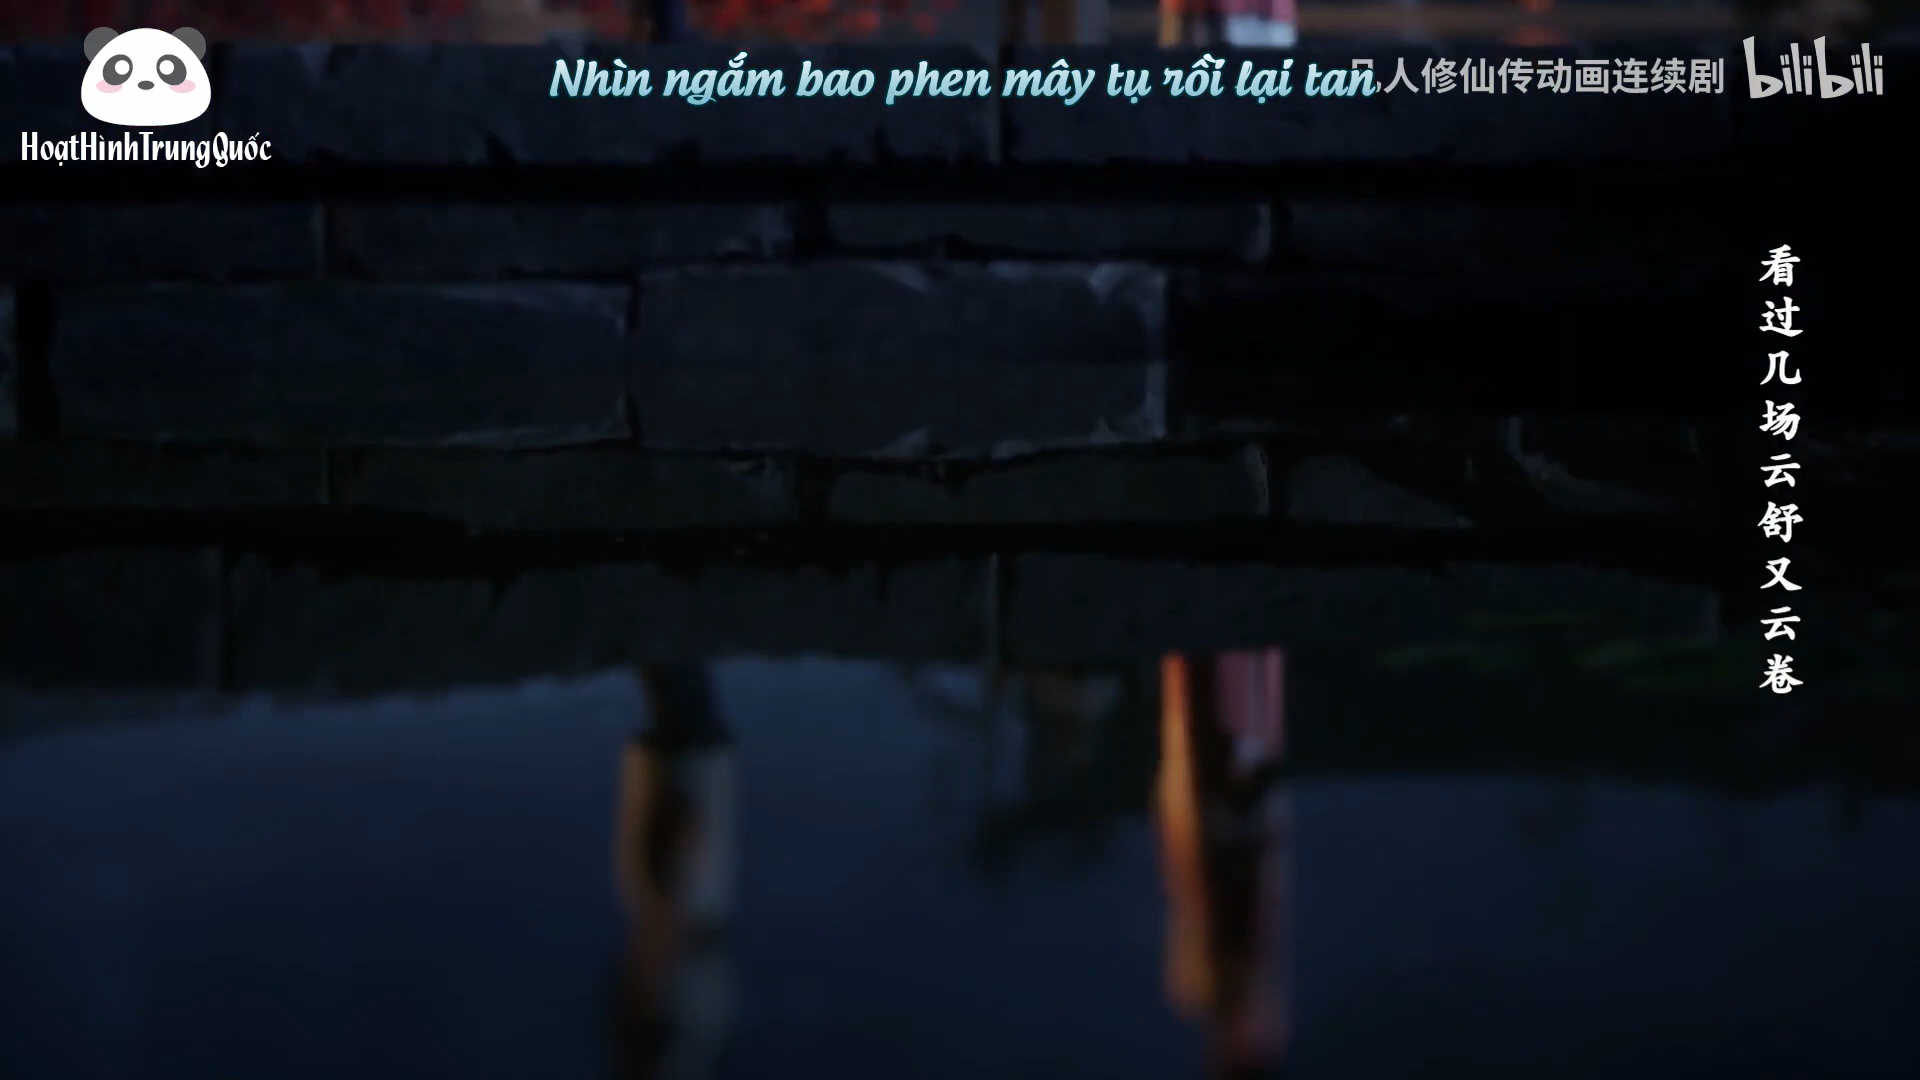 Nhìn ngắm bao phen mây tụ rồi lại tan
人修仙传动画连续剧
bilibili
HoạtHìnhTrungQuốc
看过几场云舒又云卷